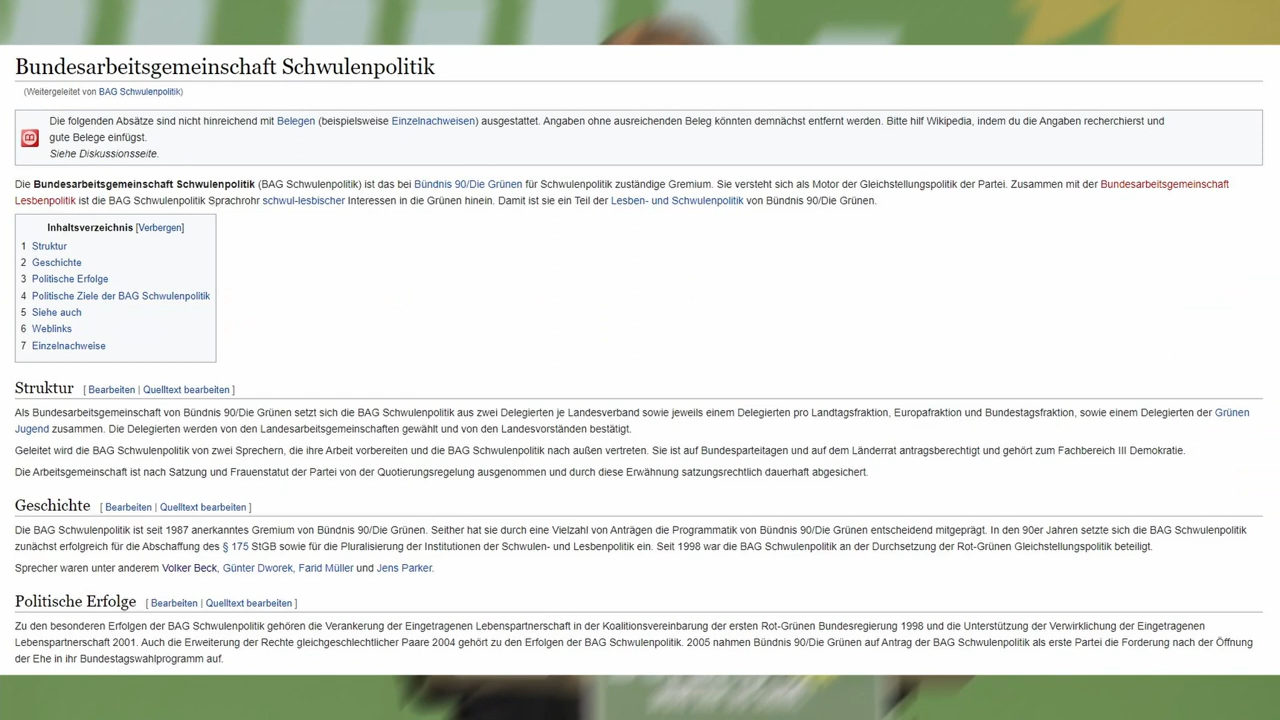 Bundesarbeitsgemeinschaft Schwulenpolitik
(Weitergeleitet von BAG Schwulenpolitik)
Die folgenden Absätze sind nicht hinreichend mit Belegen (beispielsweise Einzelnachweisen) ausgestattet. Angaben ohne ausreichenden Beleg könnten demnächst entfernt werden. Bitte hilf Wikipedia, indem du die Angaben recherchierst und
gute Belege einfügst.
Siehe Diskussionsseite.
Die Bundesarbeitsgemeinschaft Schwulenpolitik (BAG Schwulenpolitik) ist das bei Bündnis 90/Die Grünen für Schwulenpolitik zuständige Gremium. Sie versteht sich als Motor der Gleichstellungspolitik der Partei. Zusammen mit der Bundesarbeitsgemeinschaft
Lesbenpolitik ist die BAG Schwulenpolitik Sprachrohr schwul-lesbischer Interessen in die Grünen hinein. Damit ist sie ein Teil der Lesben- und Schwulenpolitik von Bündnis 90/Die Grünen.
Inhaltsverzeichnis [Verbergen]
1 Struktur
2 Geschichte
3 Politische Erfolge
4 Politische Ziele der BAG Schwulenpolitik
5 Siehe auch
6 Weblinks
7 Einzelnachweise
Struktur [ Bearbeiten | Quelltext bearbeiten ]
Als Bundesarbeitsgemeinschaft von Bündnis 90/Die Grünen setzt sich die BAG Schwulenpolitik aus zwei Delegierten je Landesverband sowie jeweils einem Delegierten pro Landtagsfraktion, Europafraktion und Bundestagsfraktion, sowie einem Delegierten der Grünen
Jugend zusammen. Die Delegierten werden von den Landesarbeitsgemeinschaften gewählt und von den Landesvorständen bestätigt.
Geleitet wird die BAG Schwulenpolitik von zwei Sprechern, die ihre Arbeit vorbereiten und die BAG Schwulenpolitik nach außen vertreten. Sie ist auf Bundesparteitagen und auf dem Länderrat antragsberechtigt und gehört zum Fachbereich III Demokratie.
Die Arbeitsgemeinschaft ist nach Satzung und Frauenstatut der Partei von der Quotierungsregelung ausgenommen und durch diese Erwähnung satzungsrechtlich dauerhaft abgesichert.
Geschichte [ Bearbeiten | Quelltext bearbeiten ]
Die BAG Schwulenpolitik ist seit 1987 anerkanntes Gremium von Bündnis 90/Die Grünen. Seither hat sie durch eine Vielzahl von Anträgen die Programmatik von Bündnis 90/Die Grünen entscheidend mitgeprägt. In den 90er Jahren setzte sich die BAG Schwulenpolitik
zunächst erfolgreich für die Abschaffung des § 175 StGB sowie für die Pluralisierung der Institutionen der Schwulen- und Lesbenpolitik ein. Seit 1998 war die BAG Schwulenpolitik an der Durchsetzung der Rot-Grünen Gleichstellungspolitik beteiligt.
Sprecher waren unter anderem Volker Beck, Günter Dworek, Farid Müller und Jens Parker.
Politische Erfolge [ Bearbeiten | Quelltext bearbeiten ]
Zu den besonderen Erfolgen der BAG Schwulenpolitik gehören die Verankerung der Eingetragenen Lebenspartnerschaft in der Koalitionsvereinbarung der ersten Rot-Grünen Bundesregierung 1998 und die Unterstützung der Verwirklichung der Eingetragenen
Lebenspartnerschaft 2001. Auch die Erweiterung der Rechte gleichgeschlechtlicher Paare 2004 gehört zu den Erfolgen der BAG Schwulenpolitik. 2005 nahmen Bündnis 90/Die Grünen auf Antrag der BAG Schwulenpolitik als erste Partei die Forderung nach der Öffnung
der Ehe in ihr Bundestagswahlprogramm auf.